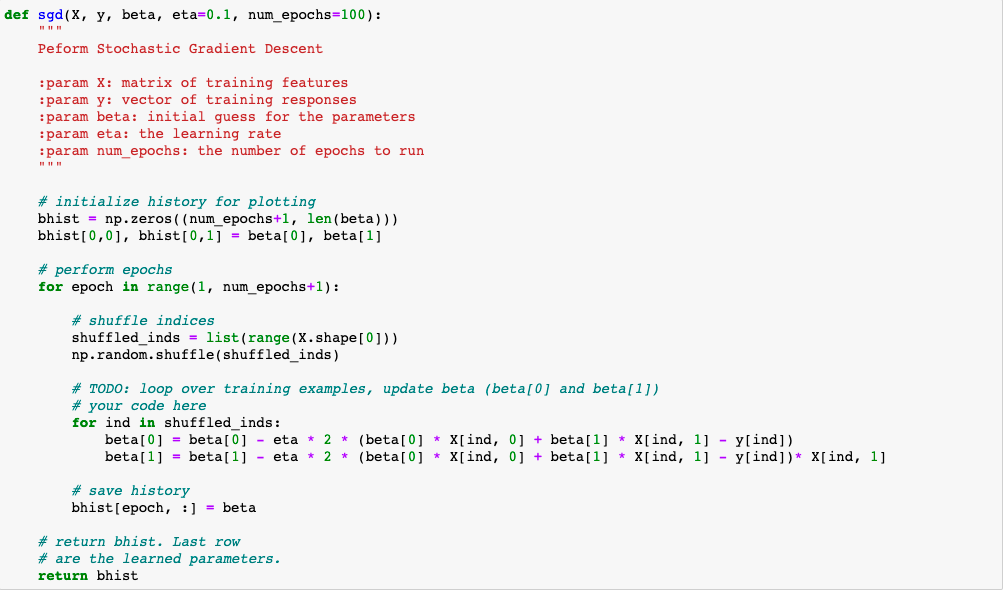 def sgd(X, y, beta, eta=0.1, num_epochs=100):
    """
    Peform Stochastic Gradient Descent

    :param X: matrix of training features
    :param y: vector of training responses
    :param beta: initial guess for the parameters
    :param eta: the learning rate
    :param num_epochs: the number of epochs to run
    """

    # initialize history for plotting
    bhist = np.zeros((num_epochs+1, len(beta)))
    bhist[0,0], bhist[0,1] = beta[0], beta[1]

    # perform epochs
    for epoch in range(1, num_epochs+1):

        # shuffle indices
        shuffled_inds = list(range(X.shape[0]))
        np.random.shuffle(shuffled_inds)

        # TODO: loop over training examples, update beta (beta[0] and beta[1])
        # your code here
        for ind in shuffled_inds:
            beta[0] = beta[0] - eta * 2 * (beta[0] * X[ind, 0] + beta[1] * X[ind, 1] - y[ind])
            beta[1] = beta[1] - eta * 2 * (beta[0] * X[ind, 0] + beta[1] * X[ind, 1] - y[ind])* X[ind, 1]

        # save history
        bhist[epoch, :] = beta

    # return bhist. Last row
    # are the learned parameters.
    return bhist